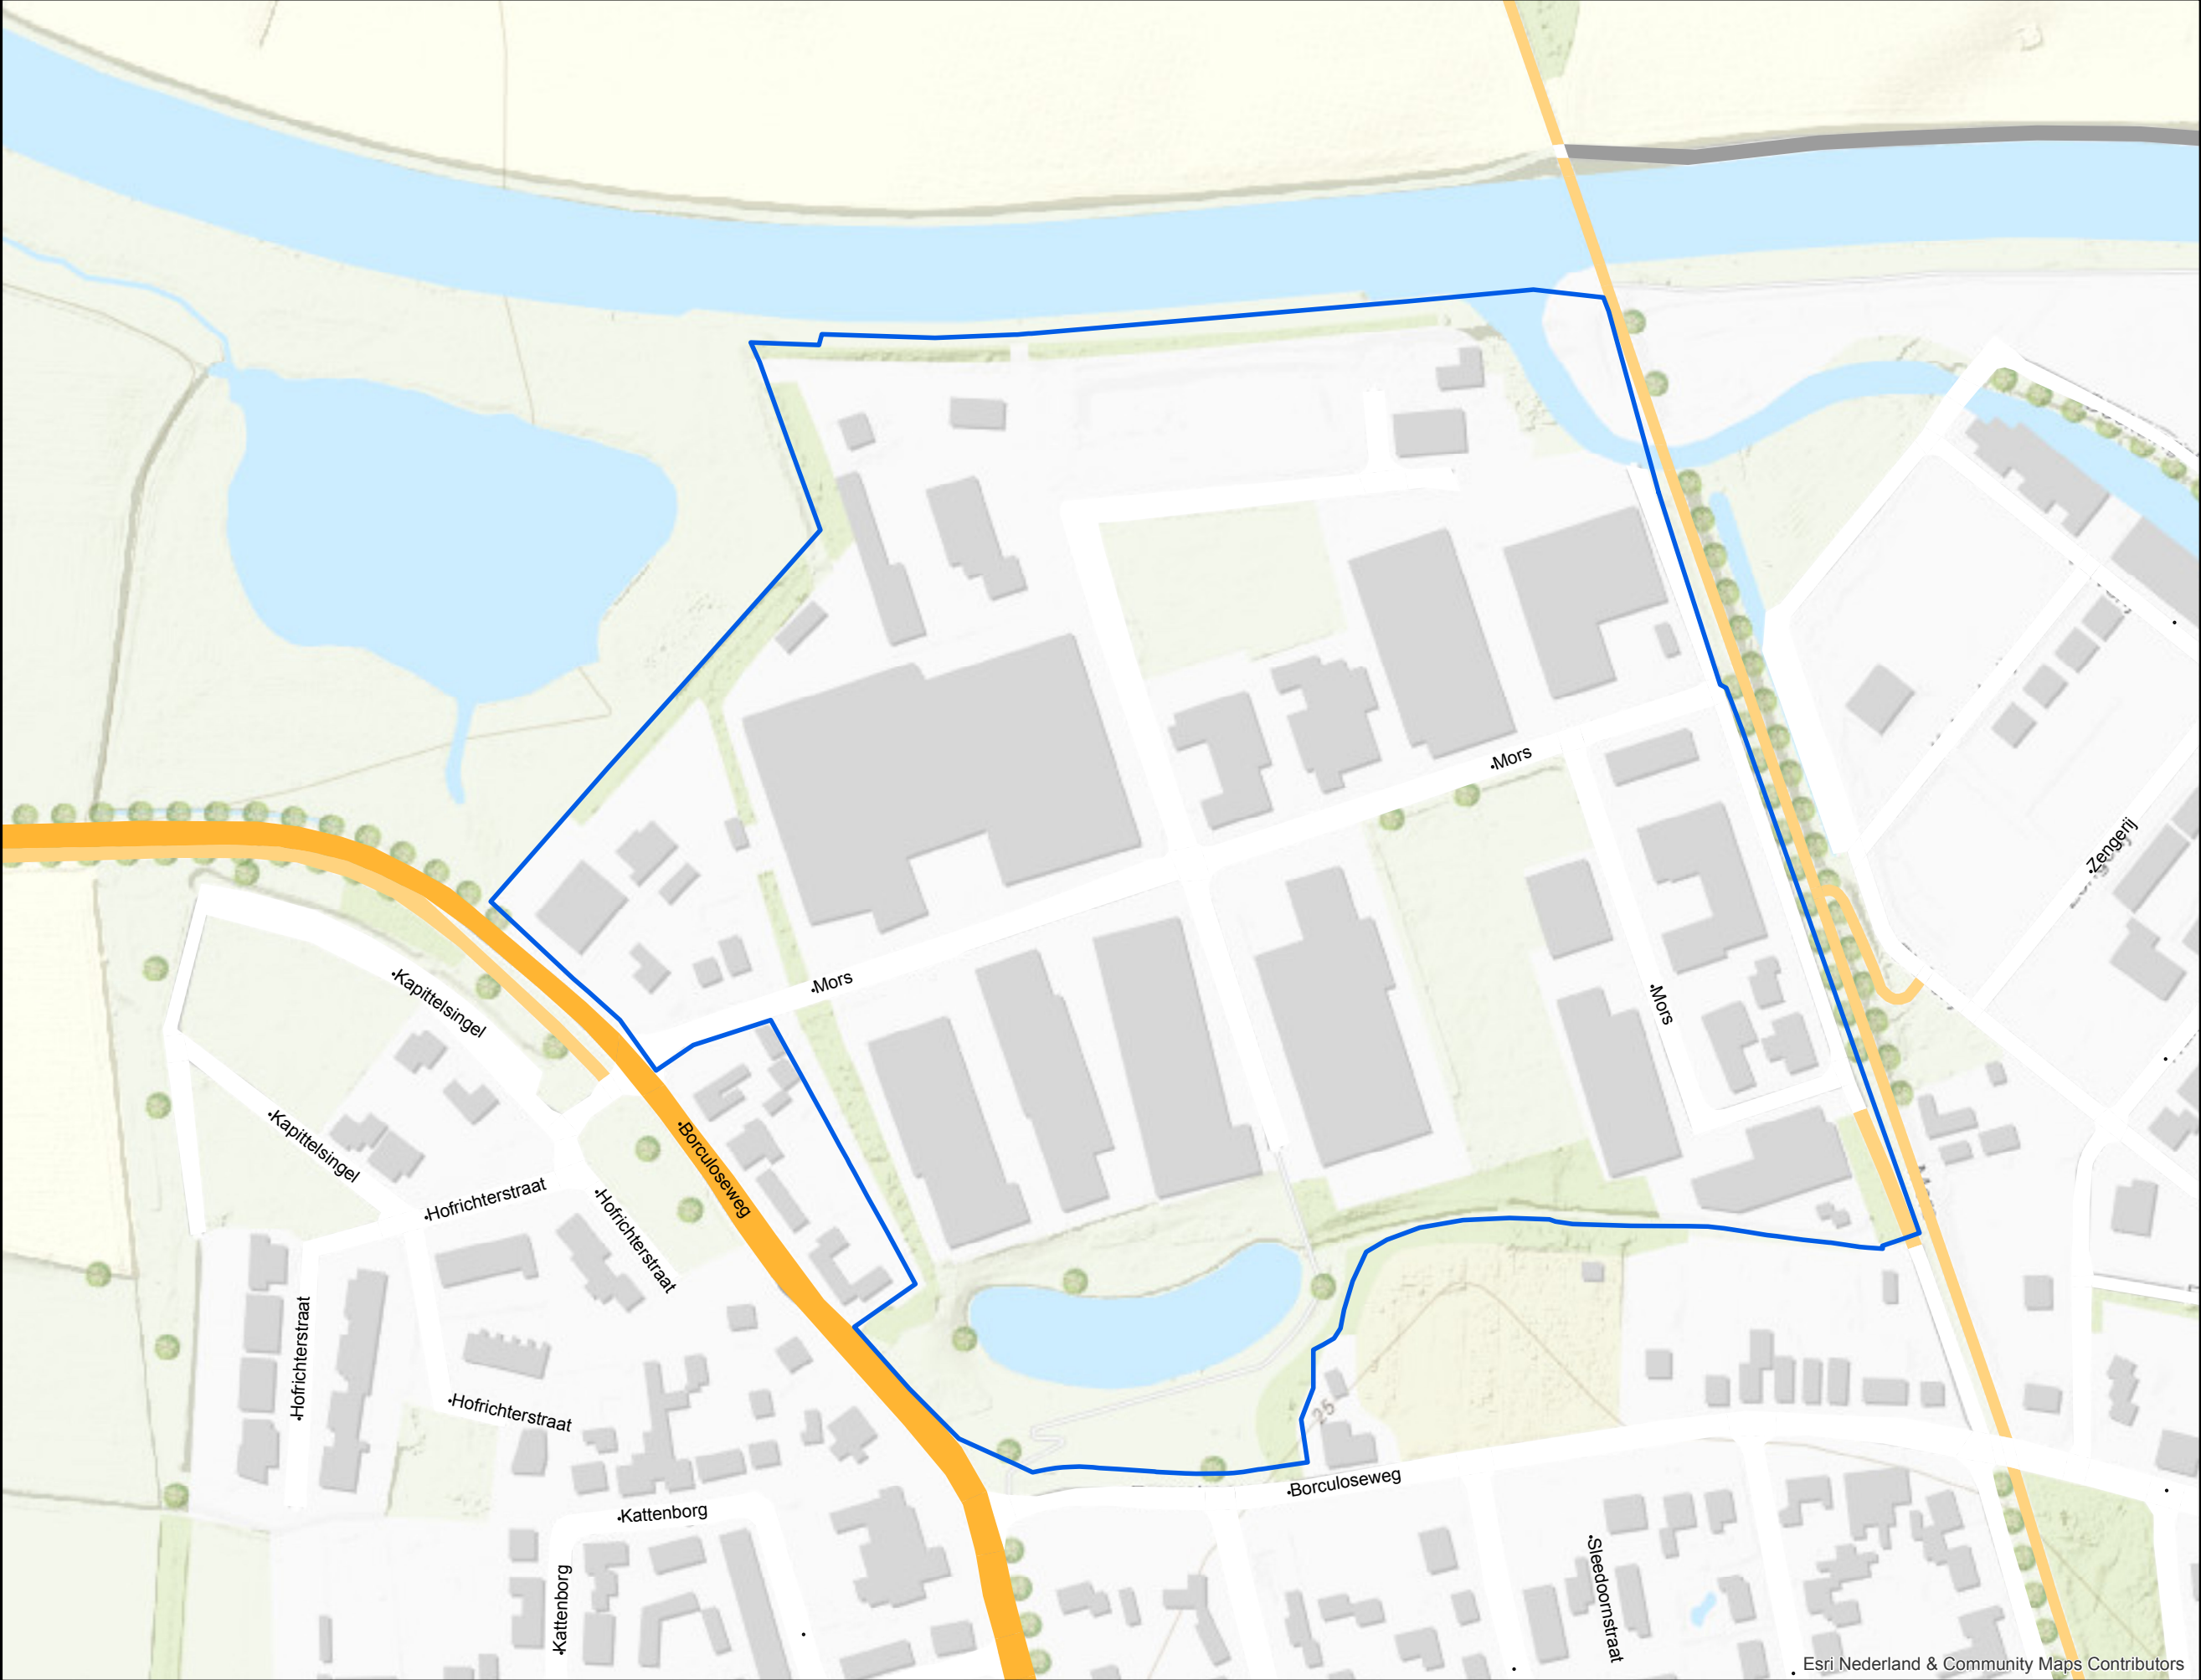 Mors
Zengerij
Mors
Kapittelsingel
Mors
Kapittelsingel
Borculoseweg
Hofrichterstraat
Hofrichterstraat
Hofrichterstraat
Hofrichterstraat
25
Borculoseweg
Kattenborg
Kattenborg
Sleedoornstraat
Esri Nederland & Community Maps Contributors